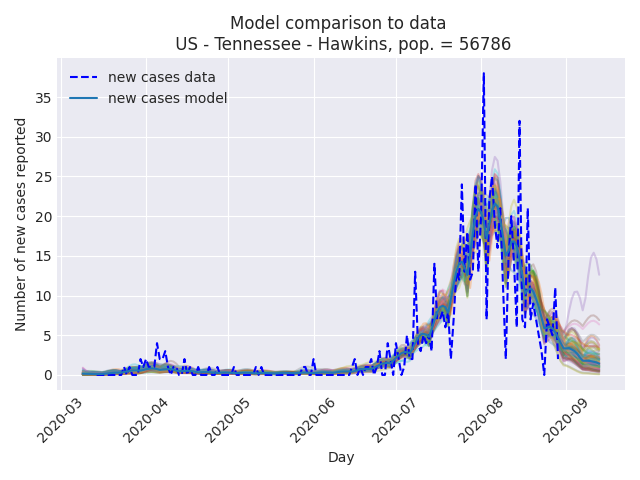 Model comparison to data
US - Tennessee - Hawkins, pop. = 56786
new cases data
new cases model
Number of new cases reported
35
30
25
20
15
10
5
0
2020-03
2020-04
2020-05
2020-06
2020-07
2020-08
2020-09
Day